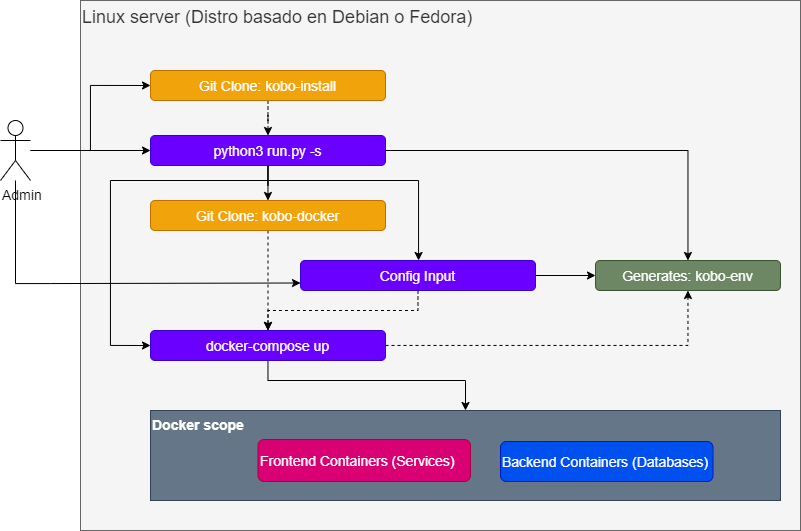 Linux server (Distro basado en Debian o Fedora)
Git Clone: kobo-install
python3 run.py -s
Admin
Git Clone: kobo-docker
Config Input
Generates: kobo-env
docker-compose up
Docker scope
Frontend Containers (Services)
Backend Containers (Databases)